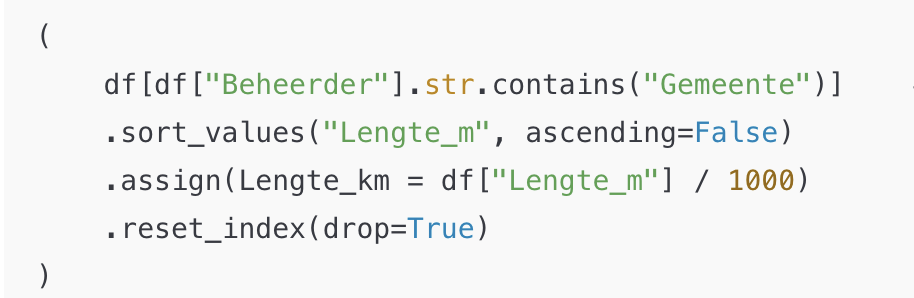 (
    df[df["Beheerder"].str.contains("Gemeente")]
    .sort_values("Lengte_m", ascending=False)
    .assign(Lengte_km = df["Lengte_m"] / 1000)
    .reset_index(drop=True)
)